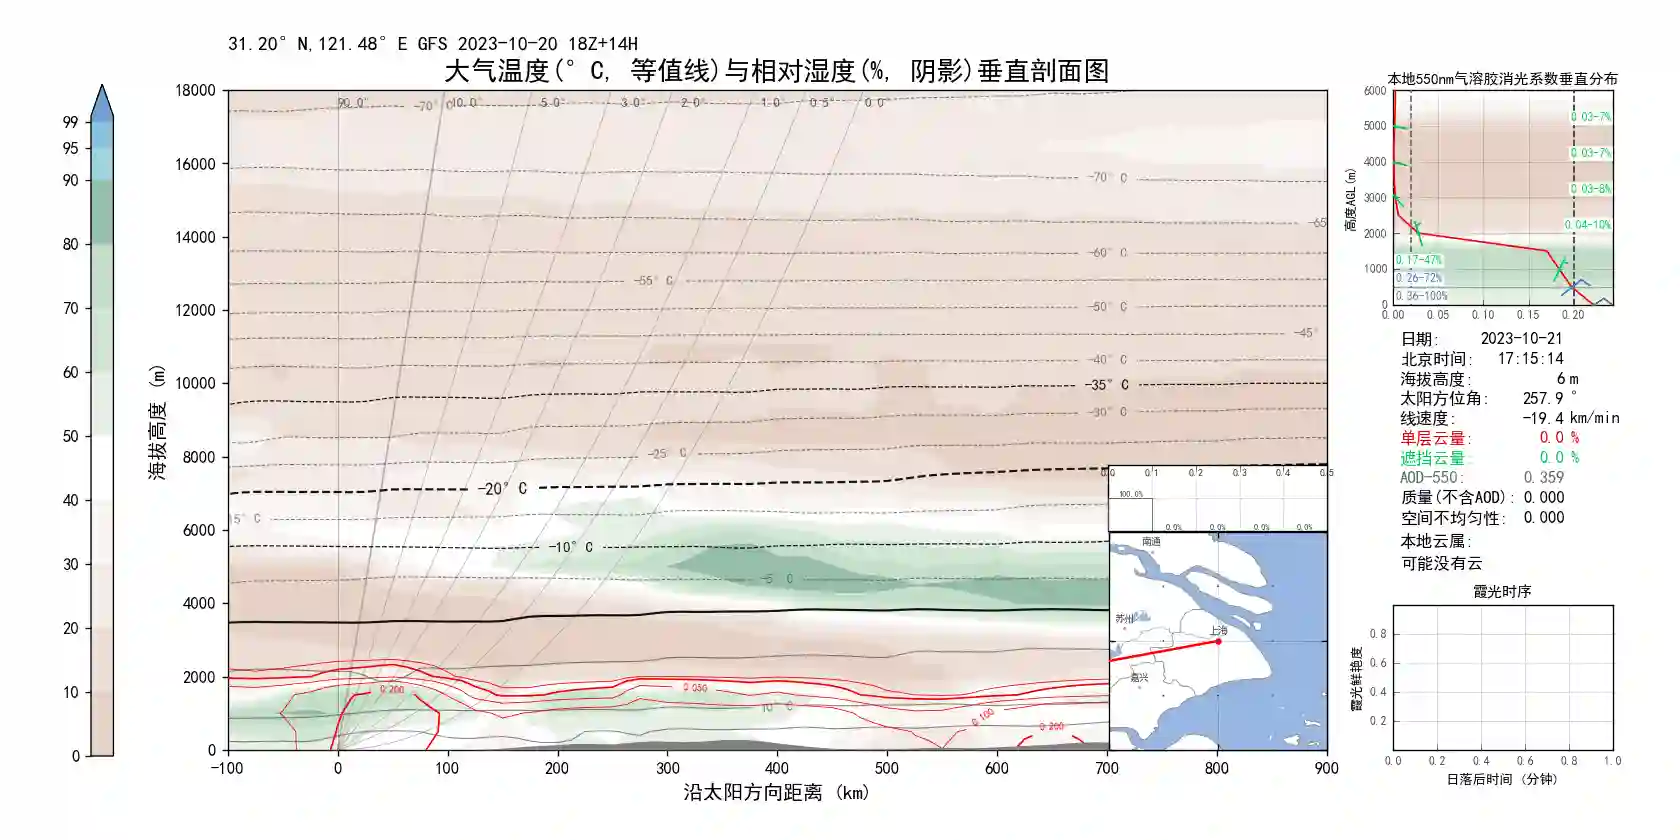 31.20° N,121.48° E GFS 2023-10-20 18Z+14H
大气温度(° C, 等值线)与相对湿度(%, 阴影)垂直剖面图
99
95
90
80
70
60
50
40
30
20
10
0
海拔高度 (m)
18000
16000
14000
12000
10000
8000
6000
4000
2000
0
90.0° -70° C 10.0° 5.0° 3.0° 2.0° 1.0 0.5° 0.0
-70° C
-65
-60° C
-55° C
-50° C
-45°
-40° C
-35° C
-30° C
-25 C
-20° C
15° C
-10° C
-5 C
10° C
0.200
0.050
0.100
0.200
-100 0 100 200 300 400 500 600 700 800 900
沿太阳方向距离 (km)
0.0 0.1 0.2 0.3 0.4 0.5
100.0%
0.0% 0.0% 0.0% 0.0%
南通
苏州
上海
嘉兴
本地550nm气溶胶消光系数垂直分布
高度AGL(m)
6000
5000
4000
3000
2000
1000
0
0.03-7%
0.03-7%
0.03-8%
0.04-10%
0.17-47%
0.26-72%
0.36-100%
0.00 0.05 0.10 0.15 0.20
日期: 2023-10-21
北京时间: 17:15:14
海拔高度: 6 m
太阳方位角: 257.9 °
线速度: -19.4 km/min
单层云量: 0.0 %
遮挡云量: 0.0 %
AOD-550: 0.359
质量(不含AOD): 0.000
空间不均匀性: 0.000
本地云属:
可能没有云
霞光时序
霞光鲜艳度
0.8
0.6
0.4
0.2
0.0 0.2 0.4 0.6 0.8 1.0
日落后时间 (分钟)